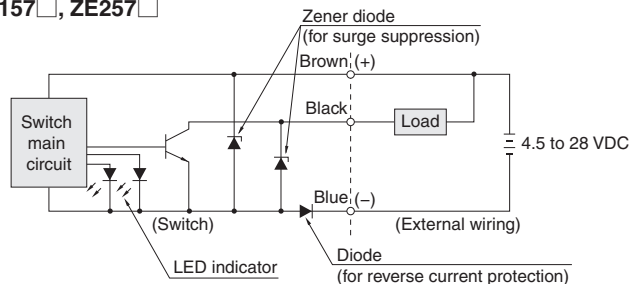 157□, ZE257□
Zener diode
(for surge suppression)
Brown (+)
Black
Load
Switch
main
circuit
4.5 to 28 VDC
Blue (−)
(Switch)
(External wiring)
LED indicator
Diode
(for reverse current protection)